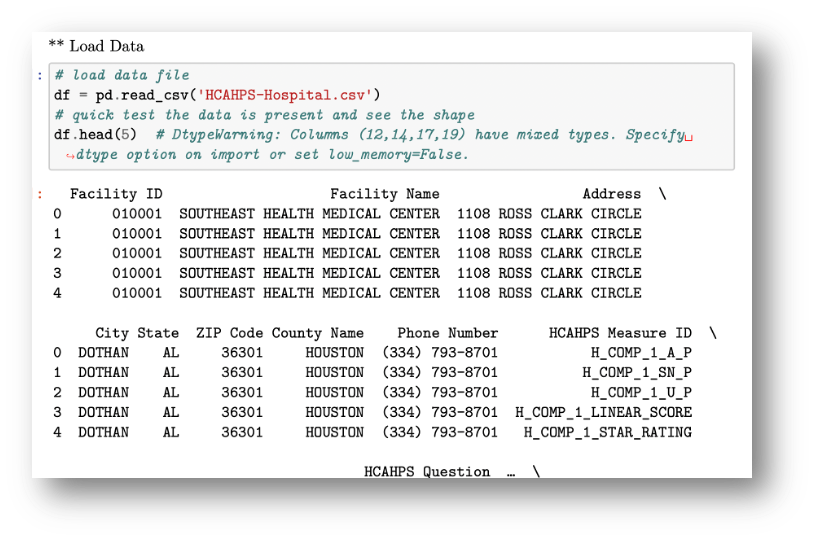 ** Load Data
: # load data file
df = pd.read_csv('HCAHPS-Hospital.csv')
# quick test the data is present and see the shape
df.head(5)  # DtypeWarning: Columns (12,14,17,19) have mixed types. Specify␣
↪dtype option on import or set low_memory=False.
:   Facility ID                    Facility Name                 Address  \
0      010001  SOUTHEAST HEALTH MEDICAL CENTER  1108 ROSS CLARK CIRCLE
1      010001  SOUTHEAST HEALTH MEDICAL CENTER  1108 ROSS CLARK CIRCLE
2      010001  SOUTHEAST HEALTH MEDICAL CENTER  1108 ROSS CLARK CIRCLE
3      010001  SOUTHEAST HEALTH MEDICAL CENTER  1108 ROSS CLARK CIRCLE
4      010001  SOUTHEAST HEALTH MEDICAL CENTER  1108 ROSS CLARK CIRCLE
City State  ZIP Code County Name    Phone Number      HCAHPS Measure ID  \
0  DOTHAN    AL     36301     HOUSTON  (334) 793-8701           H_COMP_1_A_P
1  DOTHAN    AL     36301     HOUSTON  (334) 793-8701          H_COMP_1_SN_P
2  DOTHAN    AL     36301     HOUSTON  (334) 793-8701           H_COMP_1_U_P
3  DOTHAN    AL     36301     HOUSTON  (334) 793-8701  H_COMP_1_LINEAR_SCORE
4  DOTHAN    AL     36301     HOUSTON  (334) 793-8701   H_COMP_1_STAR_RATING
HCAHPS Question  …  \